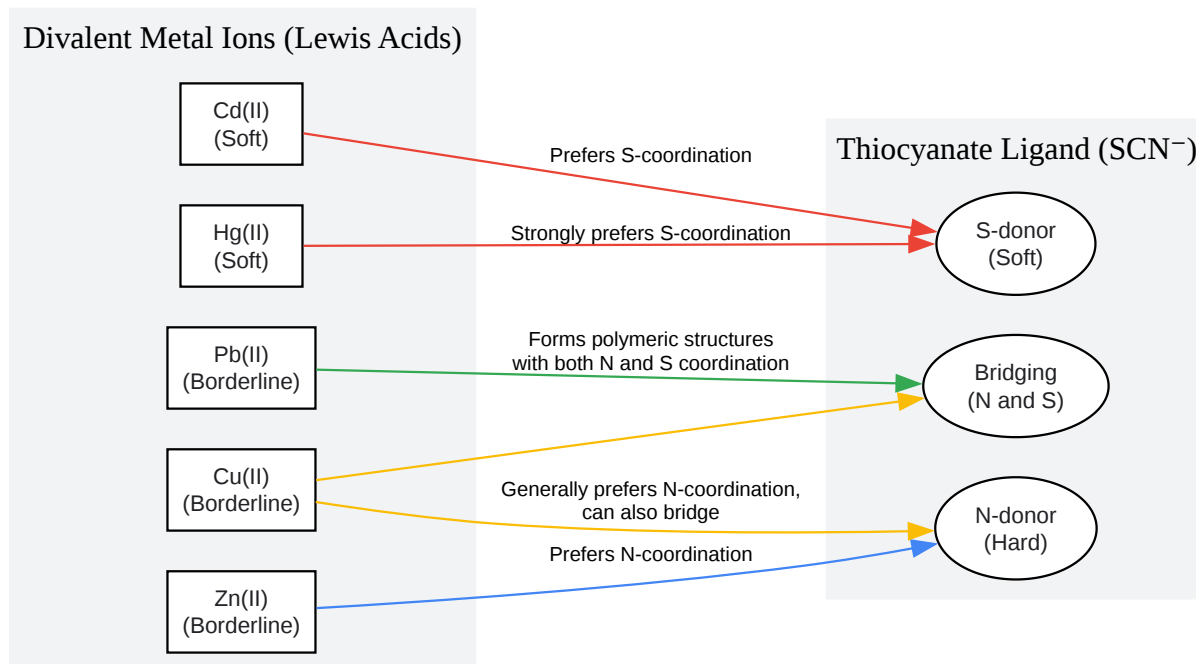 Divalent Metal Ions (Lewis Acids)
Cd(II)
(Soft)
Hg(II)
(Soft)
Pb(II)
(Borderline)
Cu(II)
(Borderline)
Zn(II)
(Borderline)
Prefers S-coordination
Strongly prefers S-coordination
Forms polymeric structures
with both N and S coordination
Generally prefers N-coordination,
can also bridge
Prefers N-coordination
Thiocyanate Ligand (SCN⁻)
S-donor
(Soft)
Bridging
(N and S)
N-donor
(Hard)